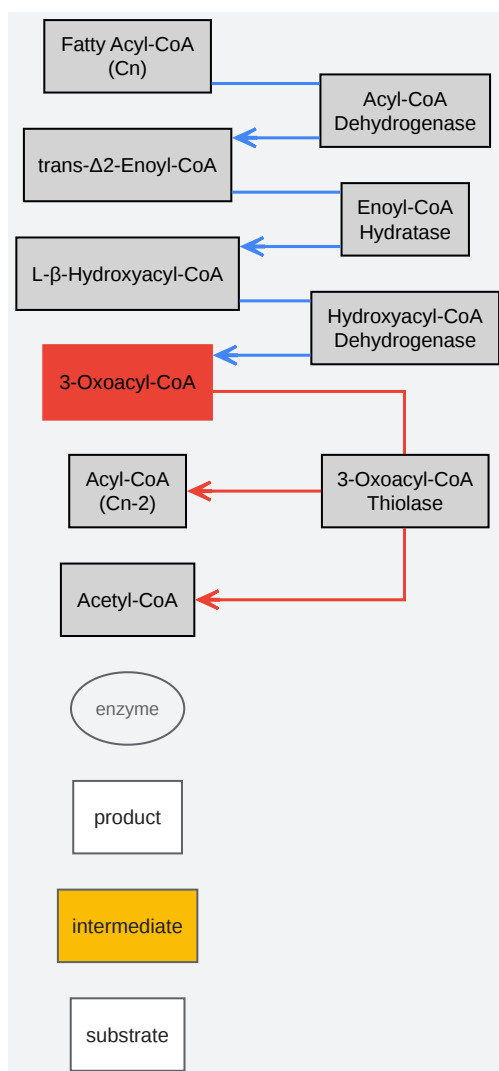 Fatty Acyl-CoA
(Cn)
Acyl-CoA
Dehydrogenase
trans-Δ2-Enoyl-CoA
Enoyl-CoA
Hydratase
L-β-Hydroxyacyl-CoA
Hydroxyacyl-CoA
Dehydrogenase
3-Oxoacyl-CoA
Acyl-CoA
(Cn-2)
3-Oxoacyl-CoA
Thiolase
Acetyl-CoA
enzyme
product
intermediate
substrate